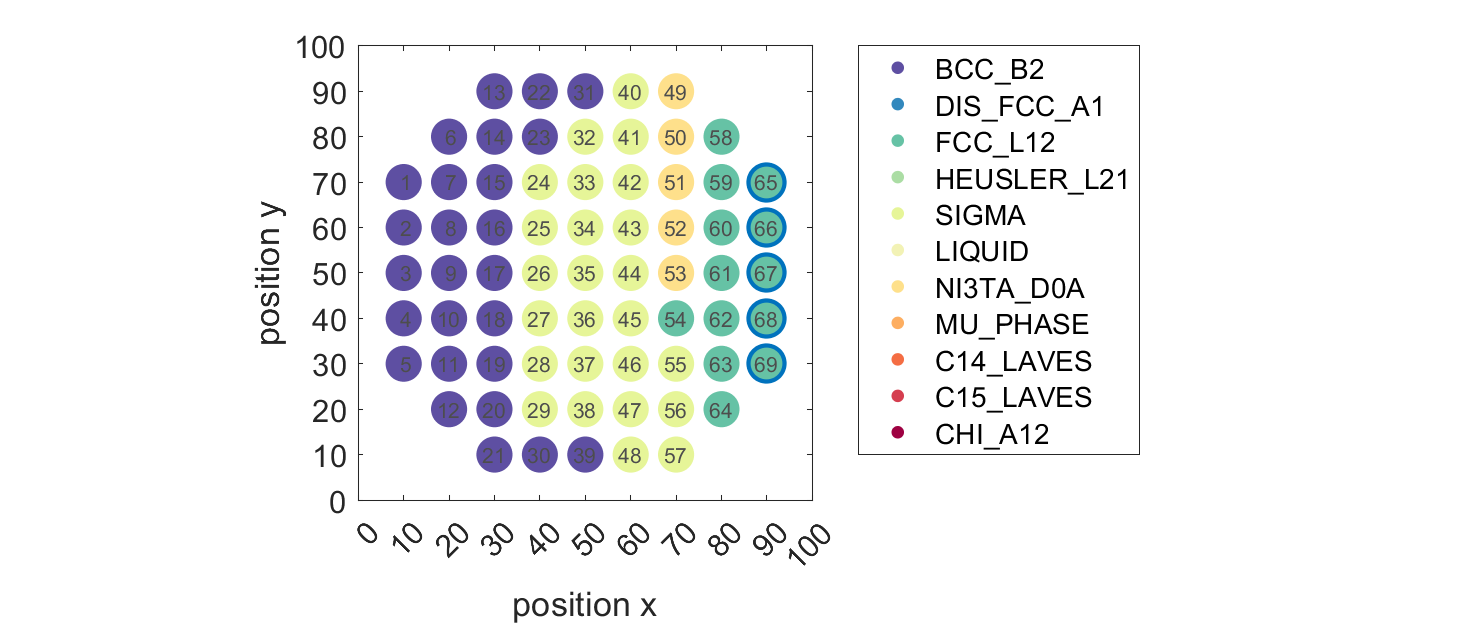 100
90
80
70
60
50
40
30
20
10
0
position y
13 22 31 40 49
6 14 23 32 41 50 58
1 7 15 24 33 42 51 59 65
2 8 16 25 34 43 52 60 66
3 9 17 26 35 44 53 61 67
4 10 18 27 36 45 54 62 68
5 11 19 28 37 46 55 63 69
12 20 29 38 47 56 64
21 30 39 48 57
0 10 20 30 40 50 60 70 80 90 100
position x
BCC_B2
DIS_FCC_A1
FCC_L12
HEUSLER_L21
SIGMA
LIQUID
NI3TA_D0A
MU_PHASE
C14_LAVES
C15_LAVES
CHI_A12